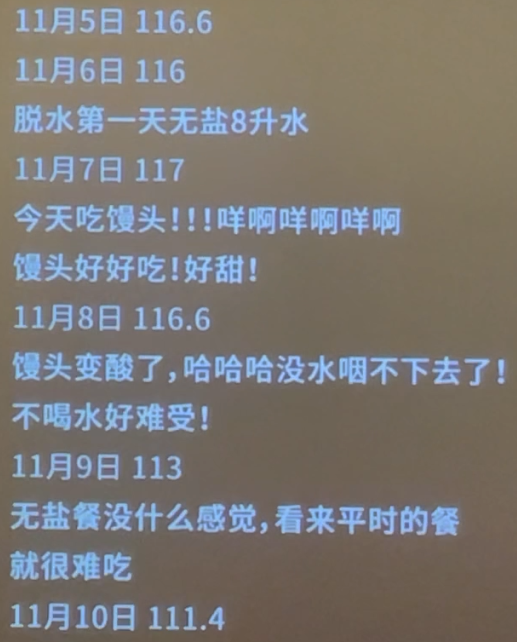 11月5日 116.6
11月6日 116
脱水第一天无盐8升水
11月7日 117
今天吃馒头!!!咩啊咩啊咩啊
馒头好好吃!好甜!
11月8日 116.6
馒头变酸了,哈哈哈没水咽不下去了!
不喝水好难受!
11月9日 113
无盐餐没什么感觉,看来平时的餐
就很难吃
11月10日 111.4